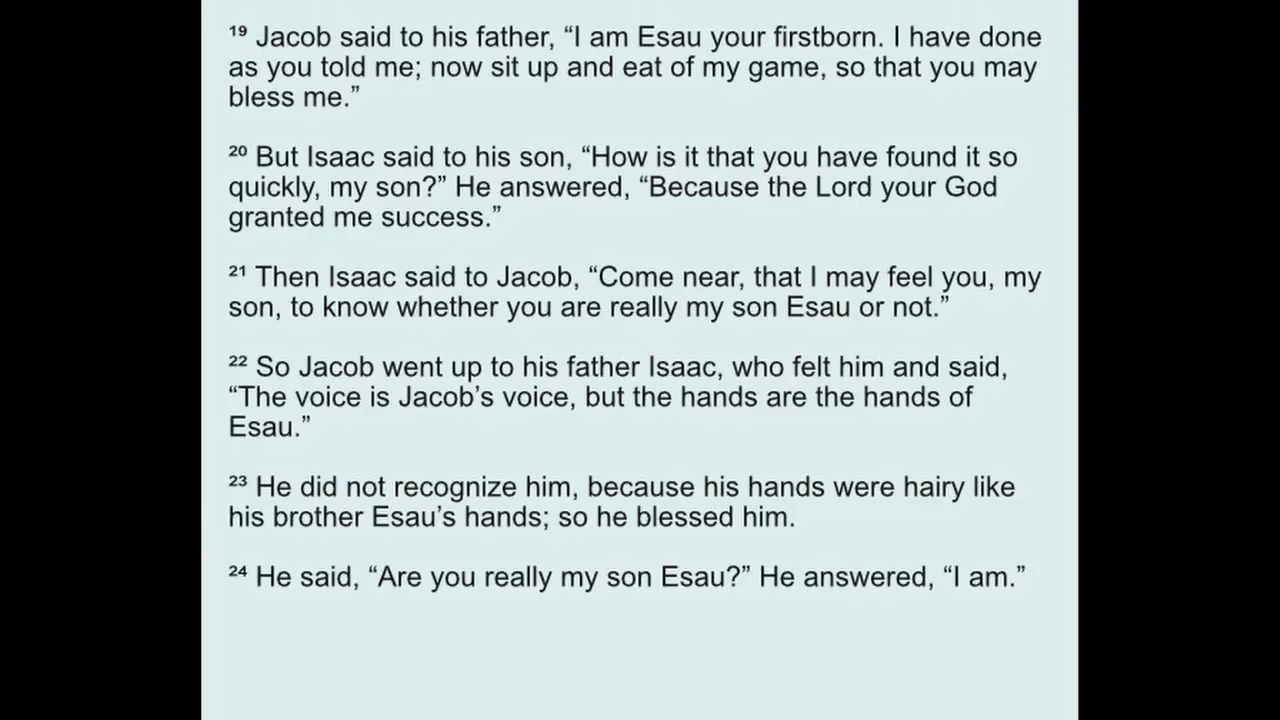 ¹⁹ Jacob said to his father, “I am Esau your firstborn. I have done
as you told me; now sit up and eat of my game, so that you may
bless me.”
²⁰ But Isaac said to his son, “How is it that you have found it so
quickly, my son?” He answered, “Because the Lord your God
granted me success.”
²¹ Then Isaac said to Jacob, “Come near, that I may feel you, my
son, to know whether you are really my son Esau or not.”
²² So Jacob went up to his father Isaac, who felt him and said,
“The voice is Jacob’s voice, but the hands are the hands of
Esau.”
²³ He did not recognize him, because his hands were hairy like
his brother Esau’s hands; so he blessed him.
²⁴ He said, “Are you really my son Esau?” He answered, “I am.”